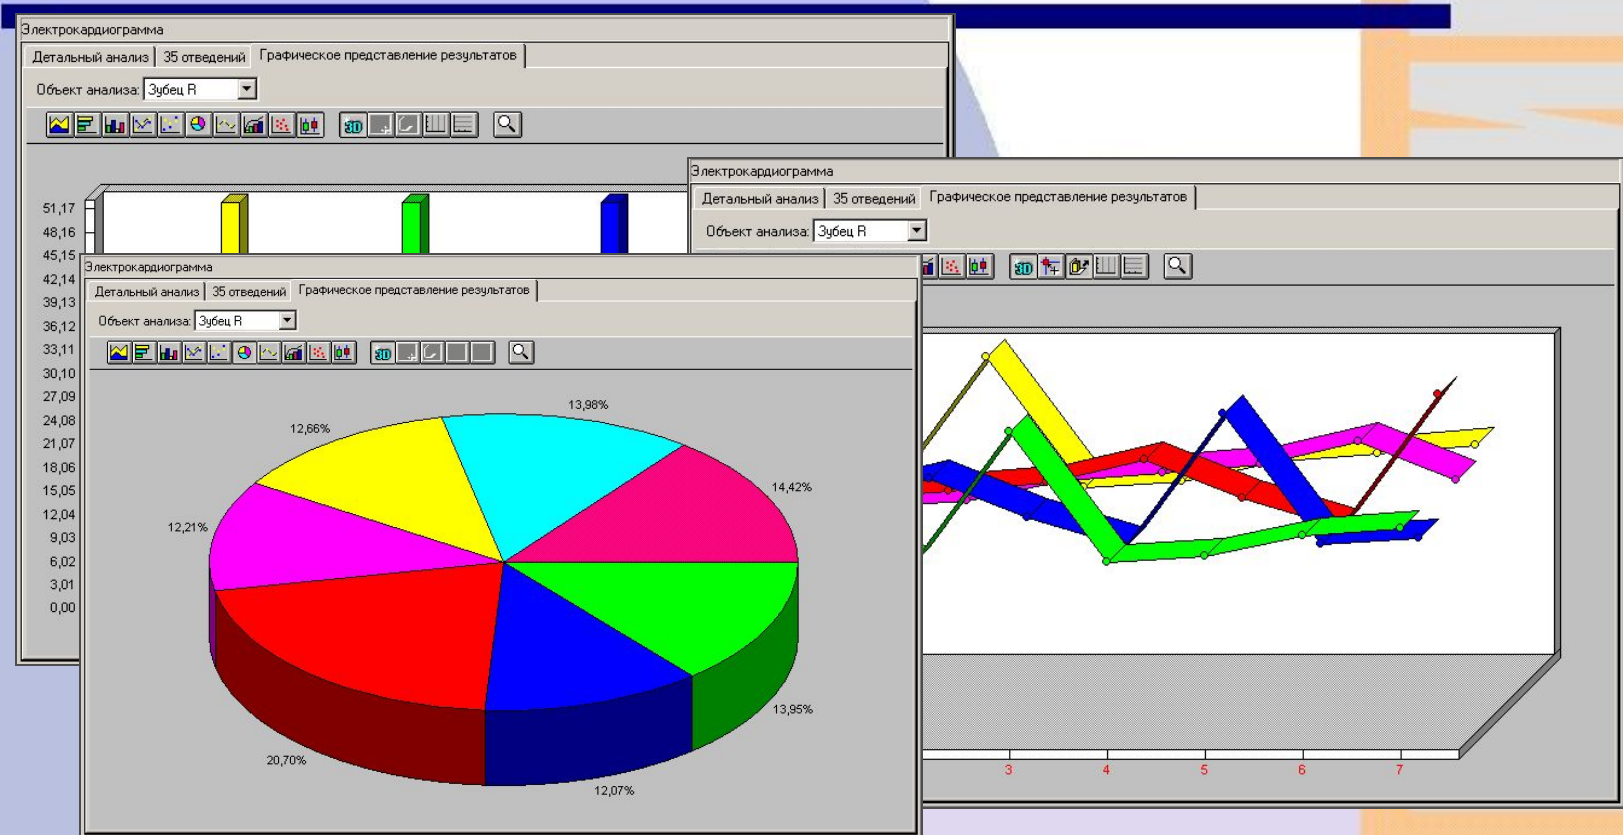 Электрокардиограмма
Детальный анализ 35 отведений Графическое представление результатов
Объект анализа: Зубец R
3D
51,17
48,16
45,15
42,14
39,13
36,12
33,11
30,10
27,09
24,08
21,07
18,06
15,05
12,04
9,03
6,02
3,01
0,00
Электрокардиограмма
Детальный анализ 35 отведений Графическое представление результатов
Объект анализа: Зубец R
3D
3 4 5 6 7
Электрокардиограмма
Детальный анализ 35 отведений Графическое представление результатов
Объект анализа: Зубец R
3D
13,98%
12,66%
14,42%
12,21%
13,95%
20,70%
12,07%